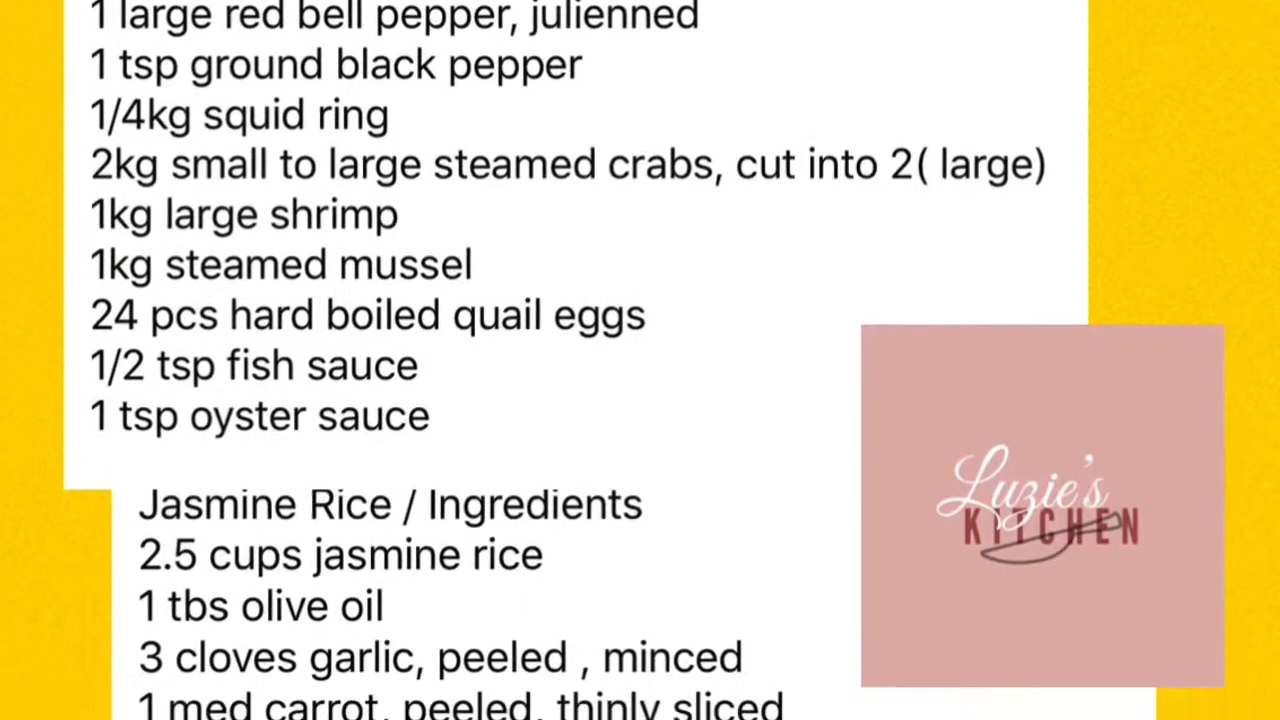 1 large red bell pepper, julienned
1 tsp ground black pepper
1/4kg squid ring
2kg small to large steamed crabs, cut into 2( large)
1kg large shrimp
1kg steamed mussel
24 pcs hard boiled quail eggs
1/2 tsp fish sauce
1 tsp oyster sauce
Jasmine Rice / Ingredients
2.5 cups jasmine rice
1 tbs olive oil
3 cloves garlic, peeled , minced
1 med carrot, peeled, thinly sliced
Luzie's
KITCHEN